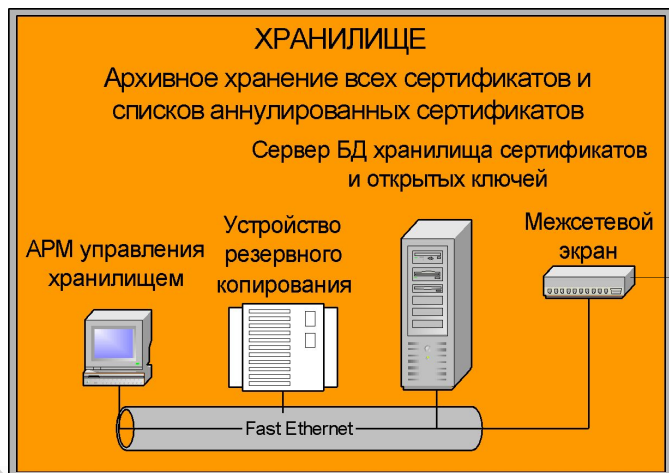 ХРАНИЛИЩЕ
Архивное хранение всех сертификатов и
списков аннулированных сертификатов
Сервер БД хранилища сертификатов
и открытых ключей
Устройство
резервного
копирования
Межсетевой
экран
АРМ управления
хранилищем
Fast Ethernet